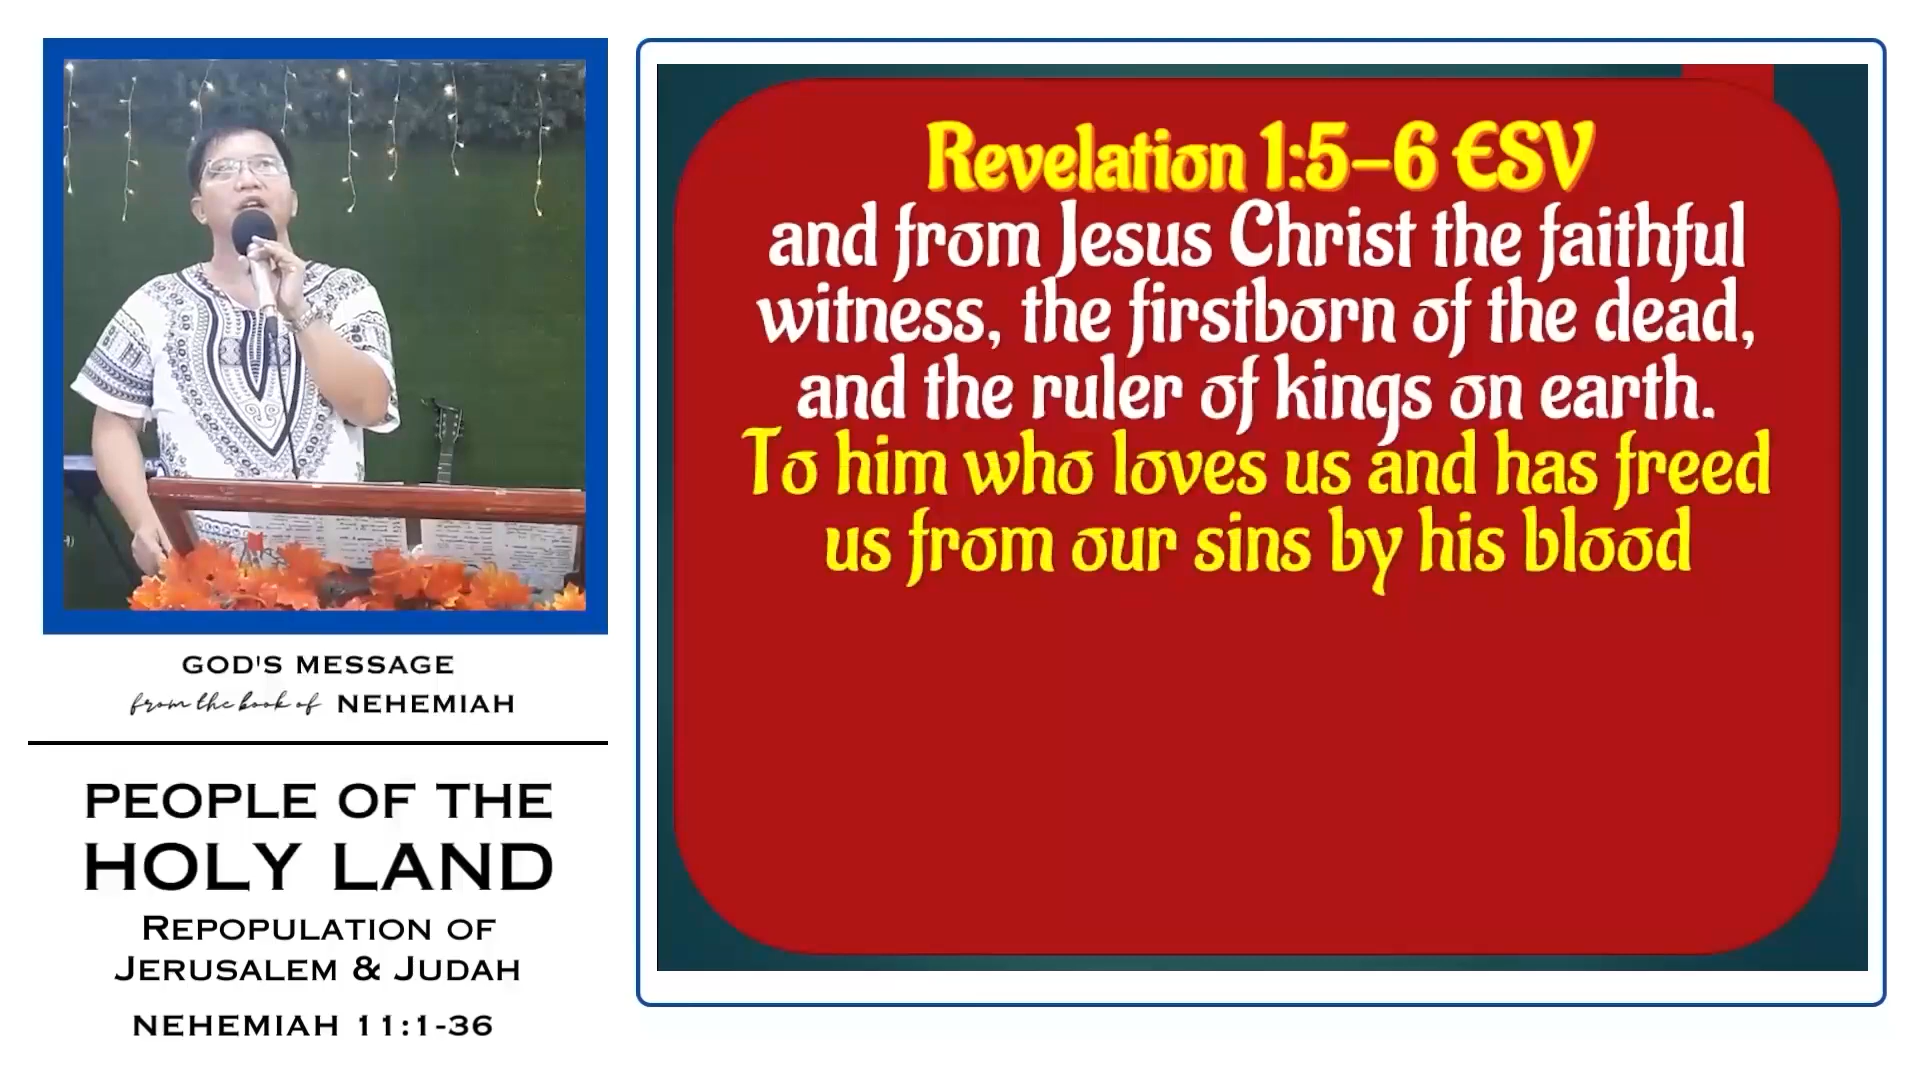 GOD'S MESSAGE
from the book of NEHEMIAH
PEOPLE OF THE
HOLY LAND
REPOPULATION OF
JERUSALEM & JUDAH
NEHEMIAH 11:1-36
Revelation 1:5–6 ESV
and from Jesus Christ the faithful
witness, the firstborn of the dead,
and the ruler of kings on earth.
To him who loves us and has freed
us from our sins by his blood